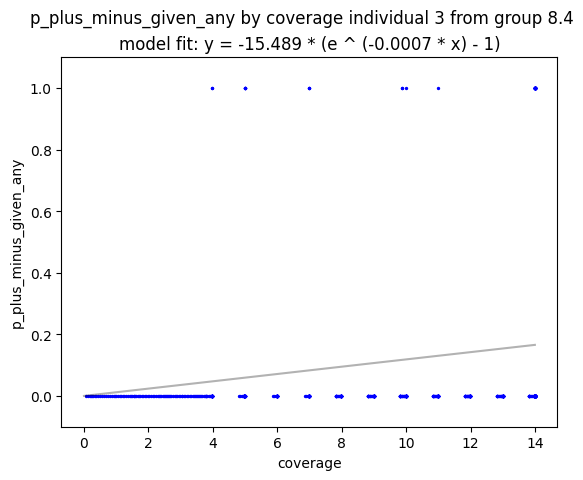 p_plus_minus_given_any by coverage individual 3 from group 8.4
model fit: y = -15.489 * (e ^ (-0.0007 * x) - 1)
1.0
0.8
0.6
0.4
0.2
0.0
p_plus_minus_given_any
0 2 4 6 8 10 12 14
coverage